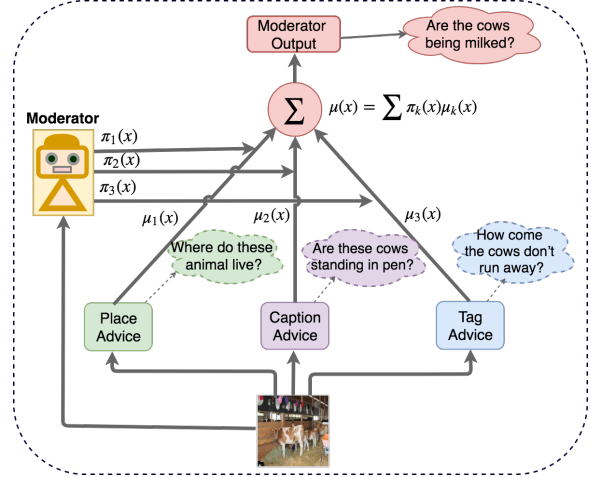 Moderator
Output
Are the cows
being milked?
Σ
μ(x) = ∑ πₖ(x)μₖ(x)
Moderator
π₁(x)
π₂(x)
π₃(x)
μ₁(x)
μ₂(x)
μ₃(x)
Where do these
animal live?
Are these cows
standing in pen?
How come
the cows don't
run away?
Place
Advice
Caption
Advice
Tag
Advice